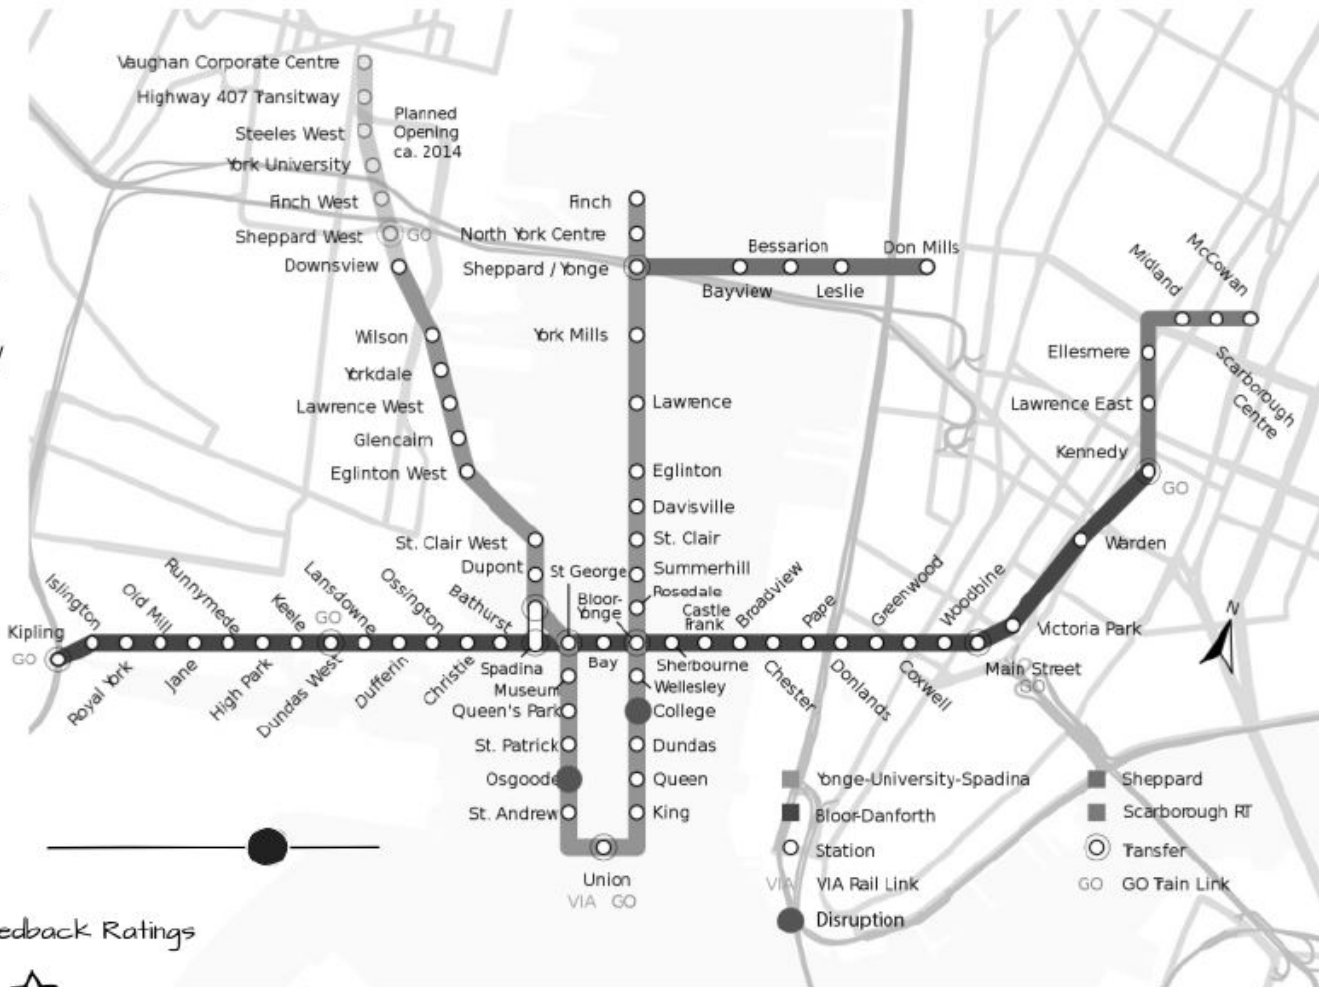 Vaughan Corporate Centre
Highway 407 Transitway
Steeles West
York University
Finch West
Sheppard West
GO
Downsview
Planned
Opening
ca. 2014
Wilson
Yorkdale
Lawrence West
Glencairn
Eglinton West
St. Clair West
Dupont
Finch
North York Centre
Sheppard / Yonge
York Mills
Lawrence
Eglinton
Davisville
St. Clair
Summerhill
Rosedale
Bessarion
Don Mills
Bayview
Leslie
Midland
McCowan
Scarborough
Centre
Ellesmere
Lawrence East
Kennedy
GO
Warden
Victoria Park
Main Street
GO
Kipling
GO
Islington
Royal York
Old Mill
Jane
Runnymede
High Park
Keele
GO
Dundas West
Lansdowne
Dufferin
Ossington
Christie
Bathurst
Spadina
St George
Bay
Bloor-
Yonge
Sherbourne
Castle
Frank
Broadview
Chester
Pape
Donlands
Greenwood
Coxwell
Woodbine
Museum
Queen's Park
St. Patrick
Osgoode
St. Andrew
Wellesley
College
Dundas
Queen
King
Union
VIA GO
N
Yonge-University-Spadina
Bloor-Danforth
Station
VIA VIA Rail Link
Disruption
Sheppard
Scarborough RT
Transfer
GO GO Train Link
edback Ratings